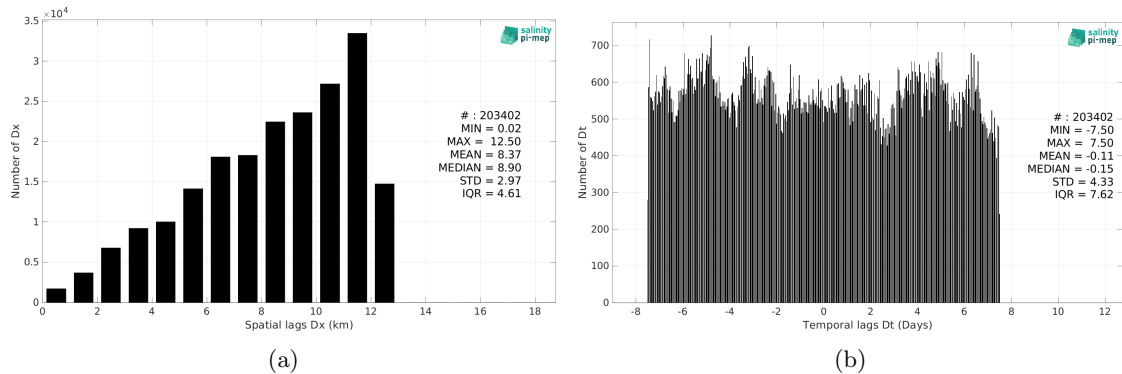 ×10⁴
3.5
3
2.5
2
1.5
1
0.5
0
Number of Dx
0 2 4 6 8 10 12 14 16 18
Spatial lags Dx (km)
salinity
pi-mep
# : 203402
MIN = 0.02
MAX = 12.50
MEAN = 8.37
MEDIAN = 8.90
STD = 2.97
IQR = 4.61
(a)
700
600
500
400
300
200
100
0
Number of Dt
-8 -6 -4 -2 0 2 4 6 8 10 12
Temporal lags Dt (Days)
salinity
pi-mep
# : 203402
MIN = -7.50
MAX = 7.50
MEAN = -0.11
MEDIAN = -0.15
STD = 4.33
IQR = 7.62
(b)